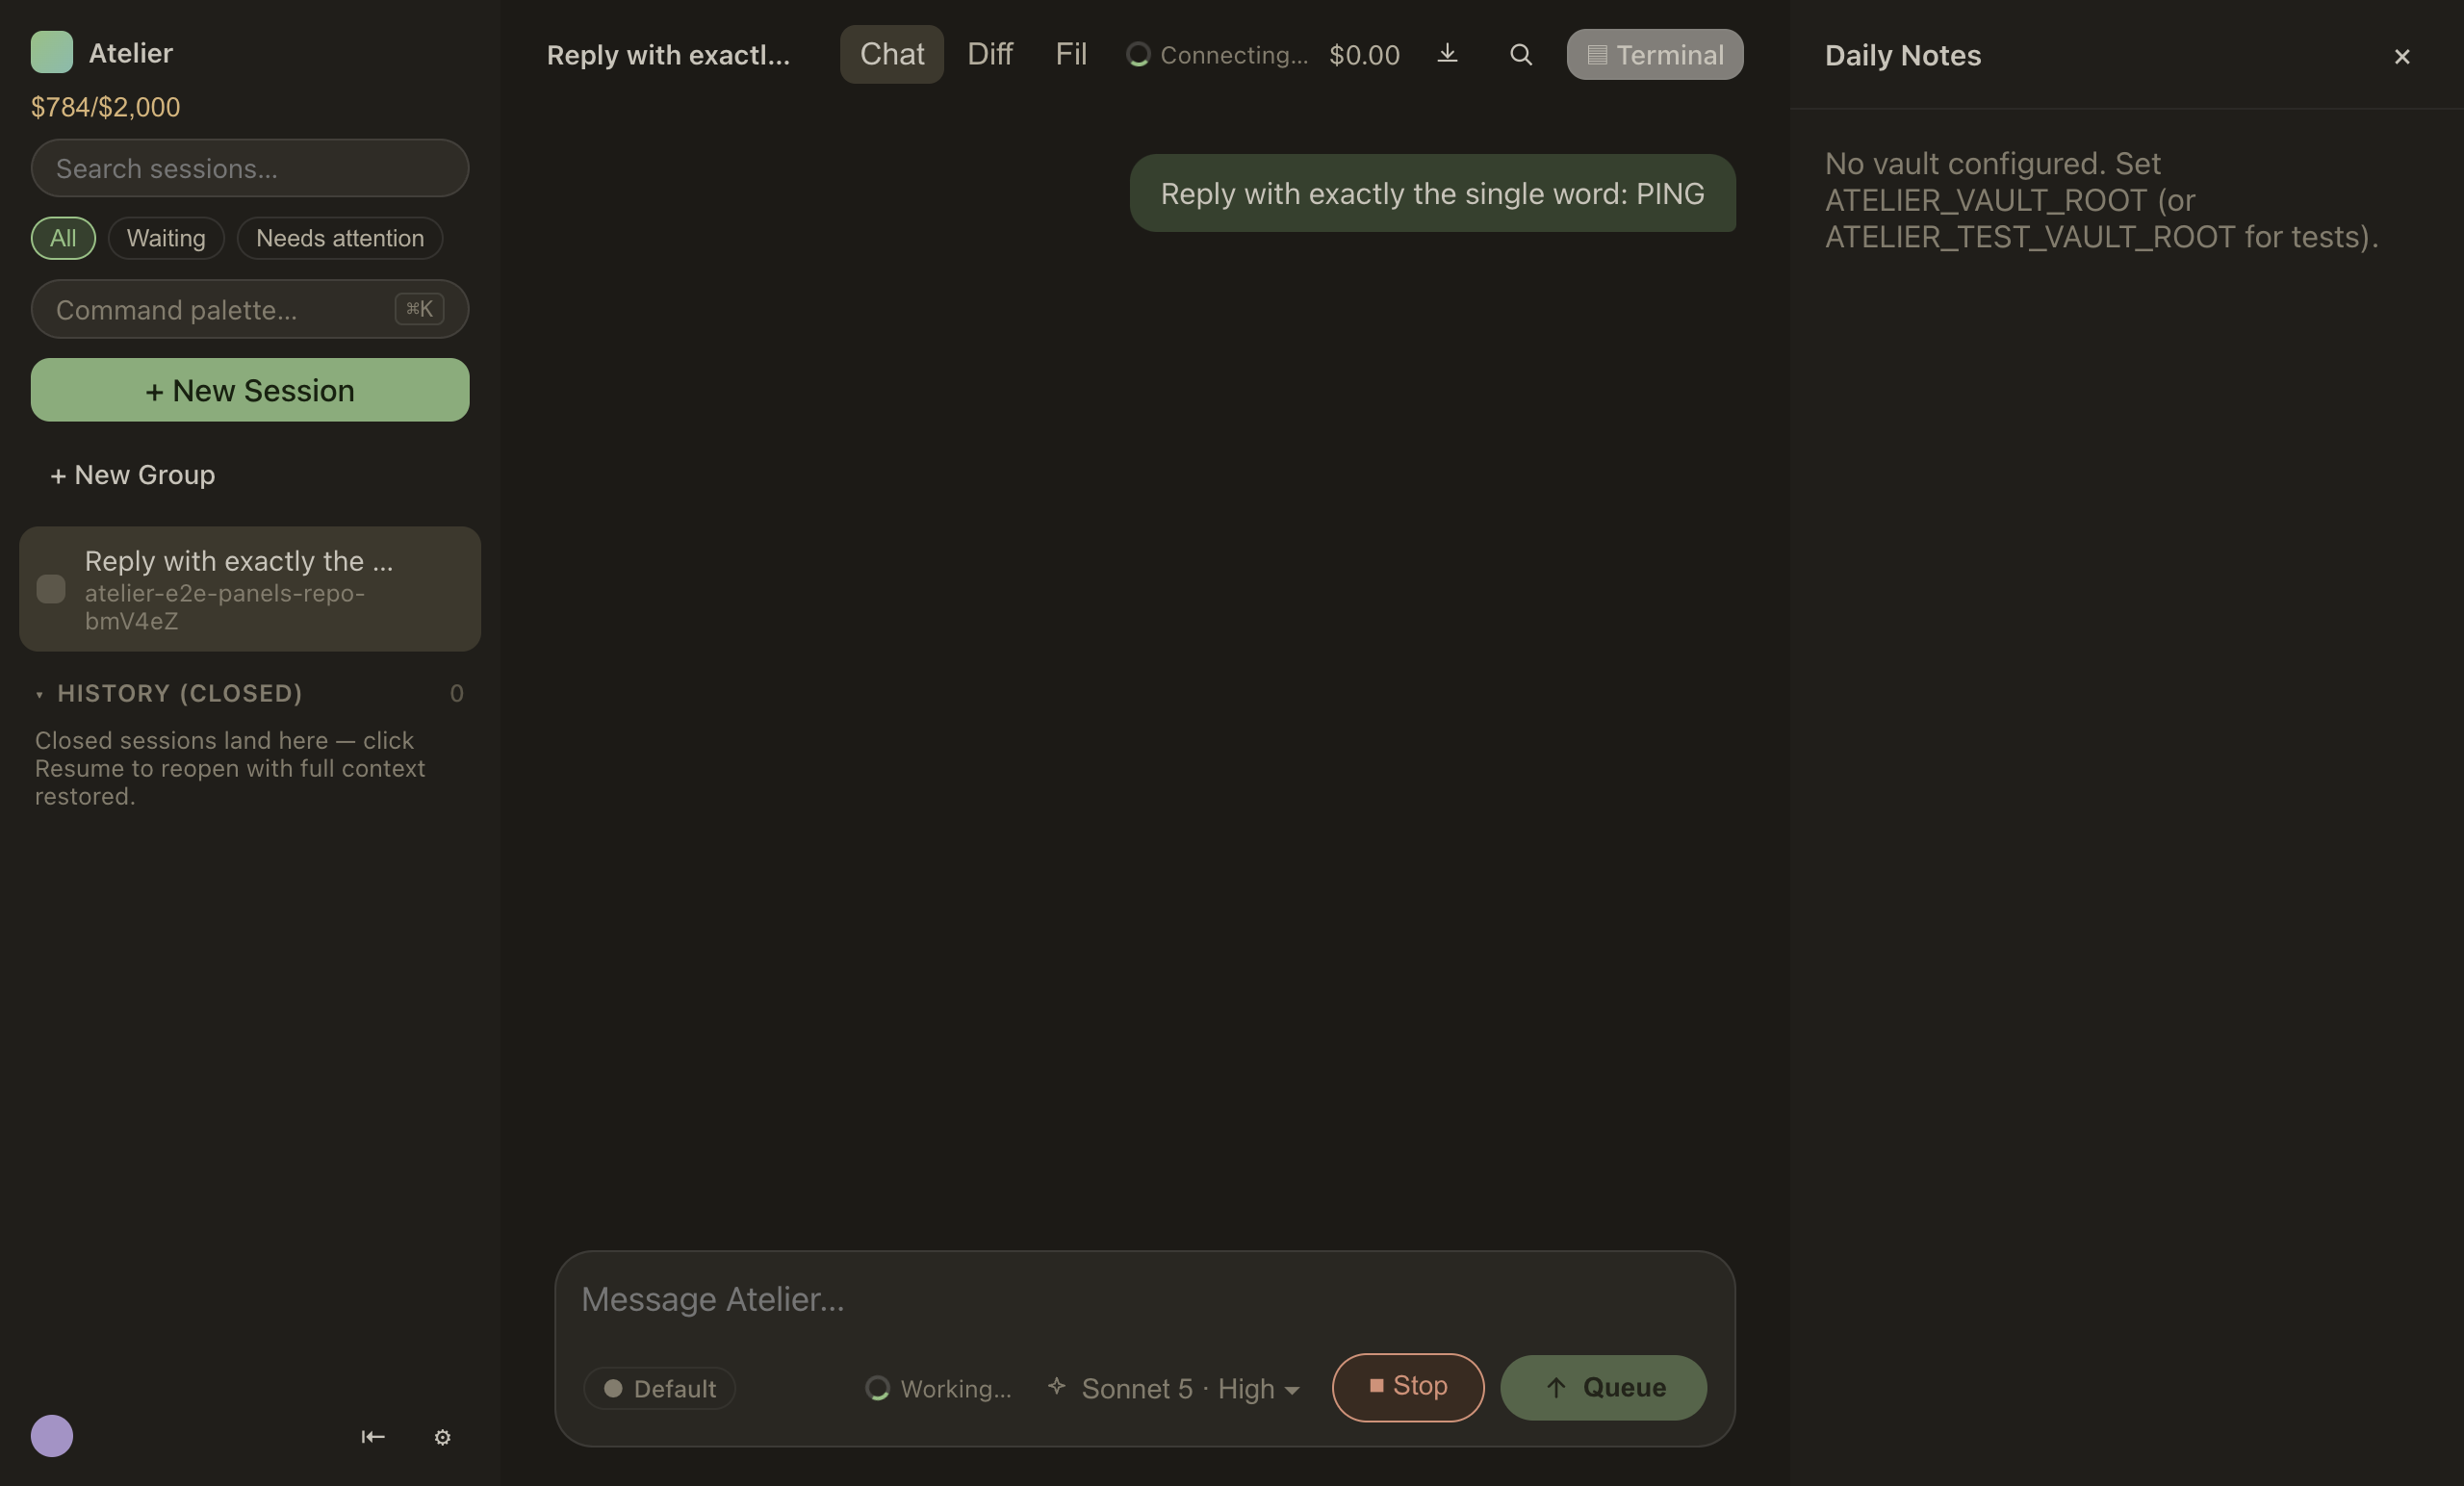 Atelier
$784/$2,000
Search sessions...
All
Waiting
Needs attention
Command palette...
⌘K
+ New Session
+ New Group
Reply with exactly the ...
atelier-e2e-panels-repo-
bmV4eZ
HISTORY (CLOSED)
0
Closed sessions land here — click
Resume to reopen with full context
restored.
Reply with exactl...
Chat
Diff
Fil
Connecting...
$0.00
Terminal
Reply with exactly the single word: PING
Message Atelier...
Default
Working...
Sonnet 5 · High
Stop
Queue
Daily Notes
No vault configured. Set
ATELIER_VAULT_ROOT (or
ATELIER_TEST_VAULT_ROOT for tests).